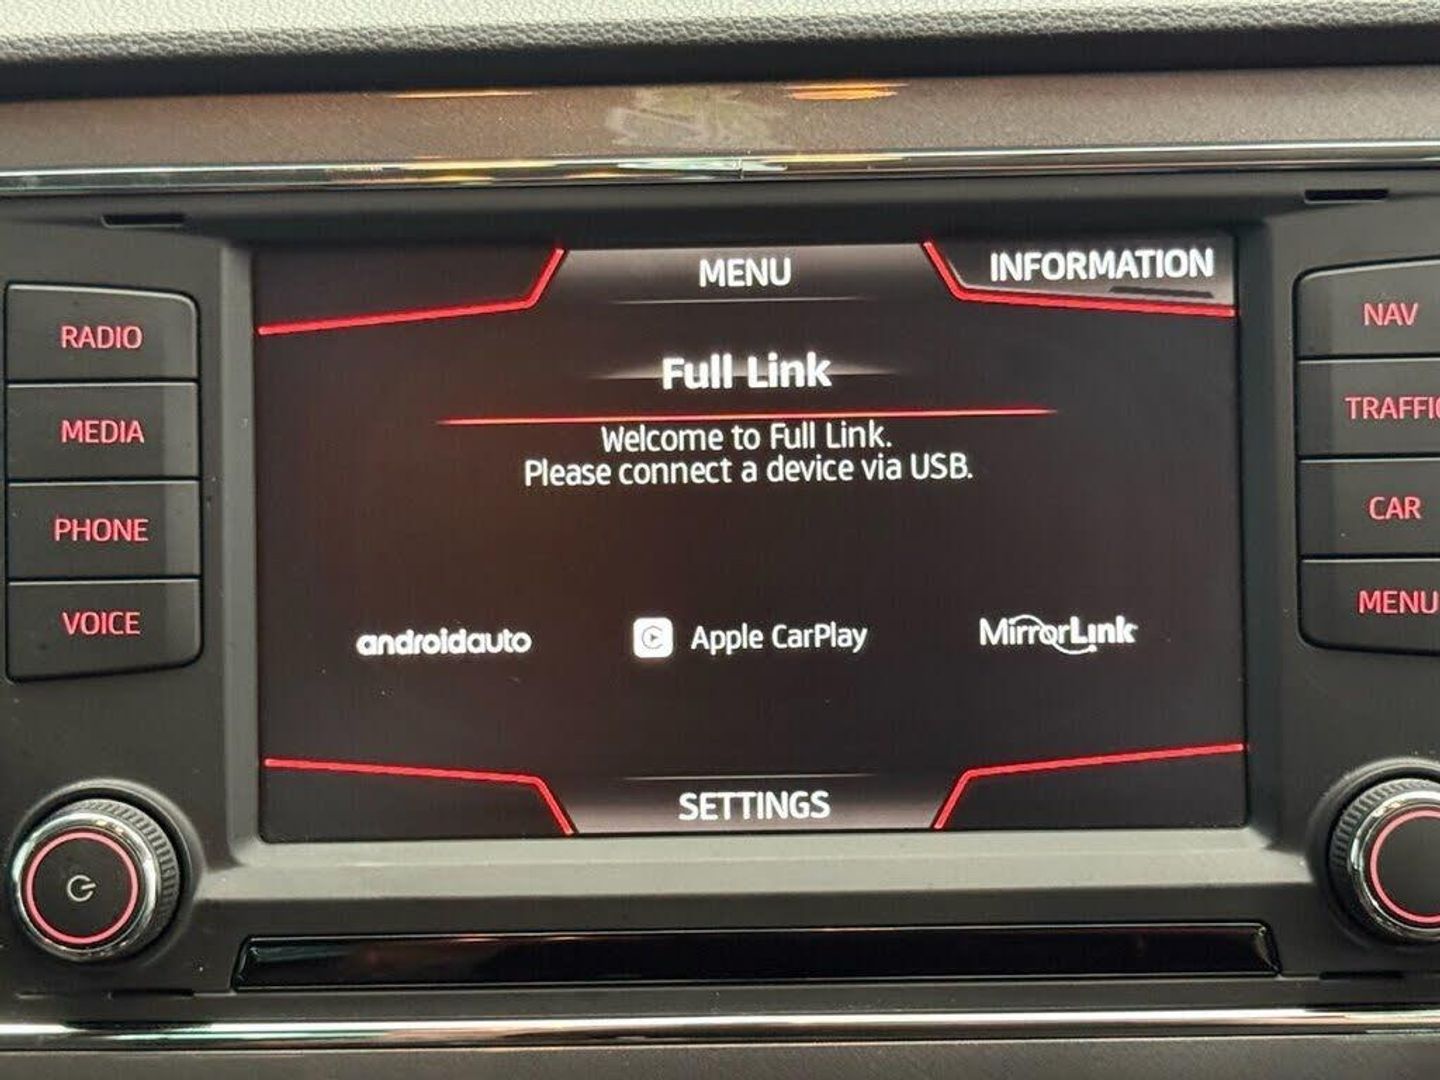 MENU
INFORMATION
Full Link
Welcome to Full Link.
Please connect a device via USB.
androidauto
Apple CarPlay
MirrorLink
SETTINGS
RADIO
MEDIA
PHONE
VOICE
NAV
TRAFFIC
CAR
MENU